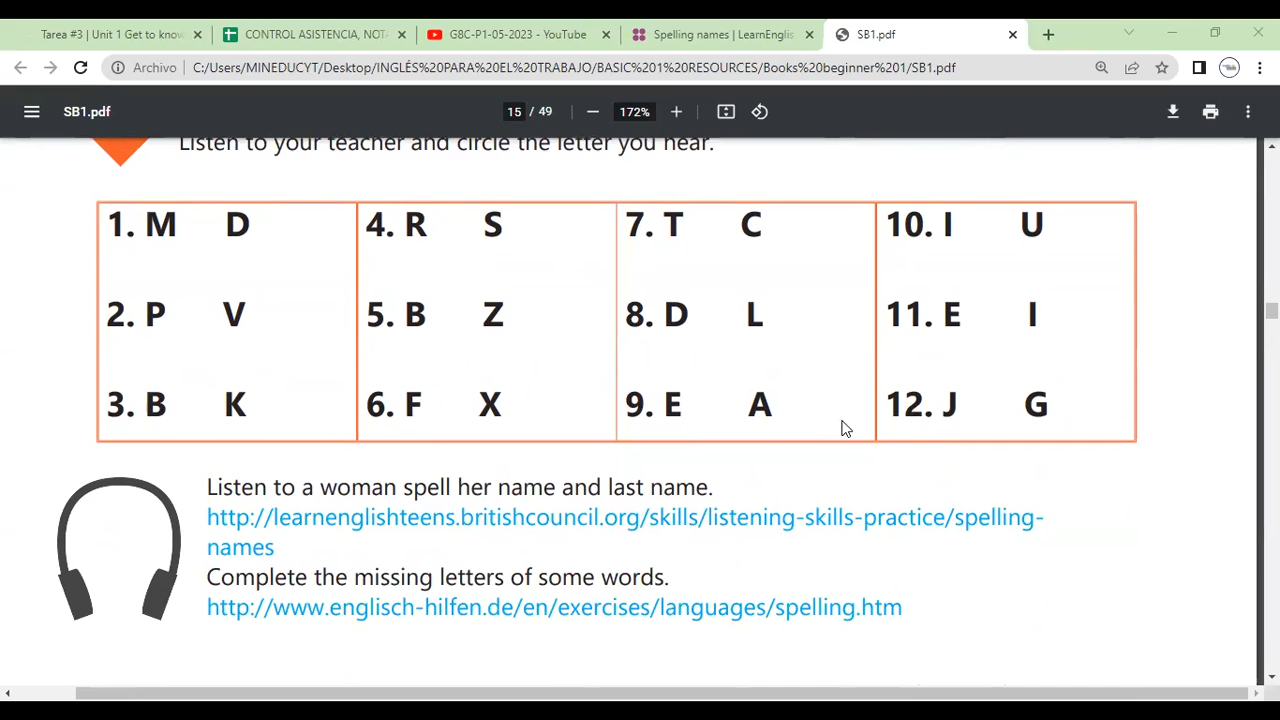 Tarea #3 | Unit 1 Get to know
CONTROL ASISTENCIA, NOTA
G8C-P1-05-2023 - YouTube
Spelling names | LearnEnglis
SB1.pdf
Archivo C:/Users/MINEDUCYT/Desktop/INGLÉS%20PARA%20EL%20TRABAJO/BASIC%201%20RESOURCES/Books%20beginner%201/SB1.pdf
SB1.pdf 15 / 49 172%
Listen to your teacher and circle the letter you hear.
1. M D 4. R S 7. T C 10. I U
2. P V 5. B Z 8. D L 11. E I
3. B K 6. F X 9. E A 12. J G
Listen to a woman spell her name and last name.
http://learnenglishteens.britishcouncil.org/skills/listening-skills-practice/spelling-
names
Complete the missing letters of some words.
http://www.englisch-hilfen.de/en/exercises/languages/spelling.htm